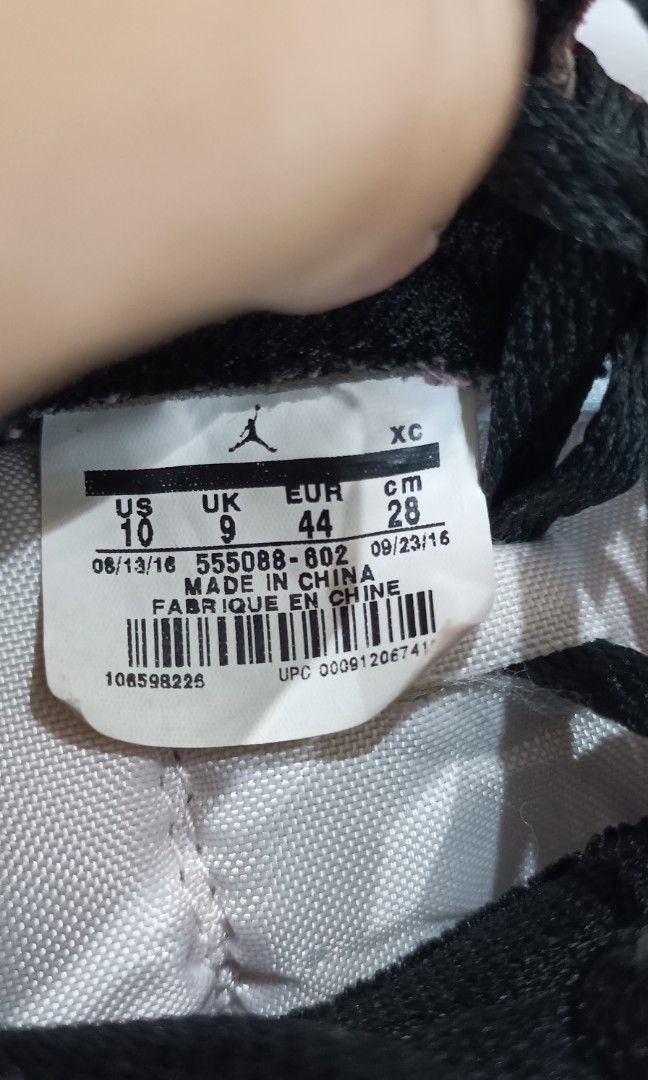 XC
US UK EUR cm
10 9 44 28
08/13/16 555088-602 09/23/16
MADE IN CHINA
FABRIQUE EN CHINE
106598226
UPC